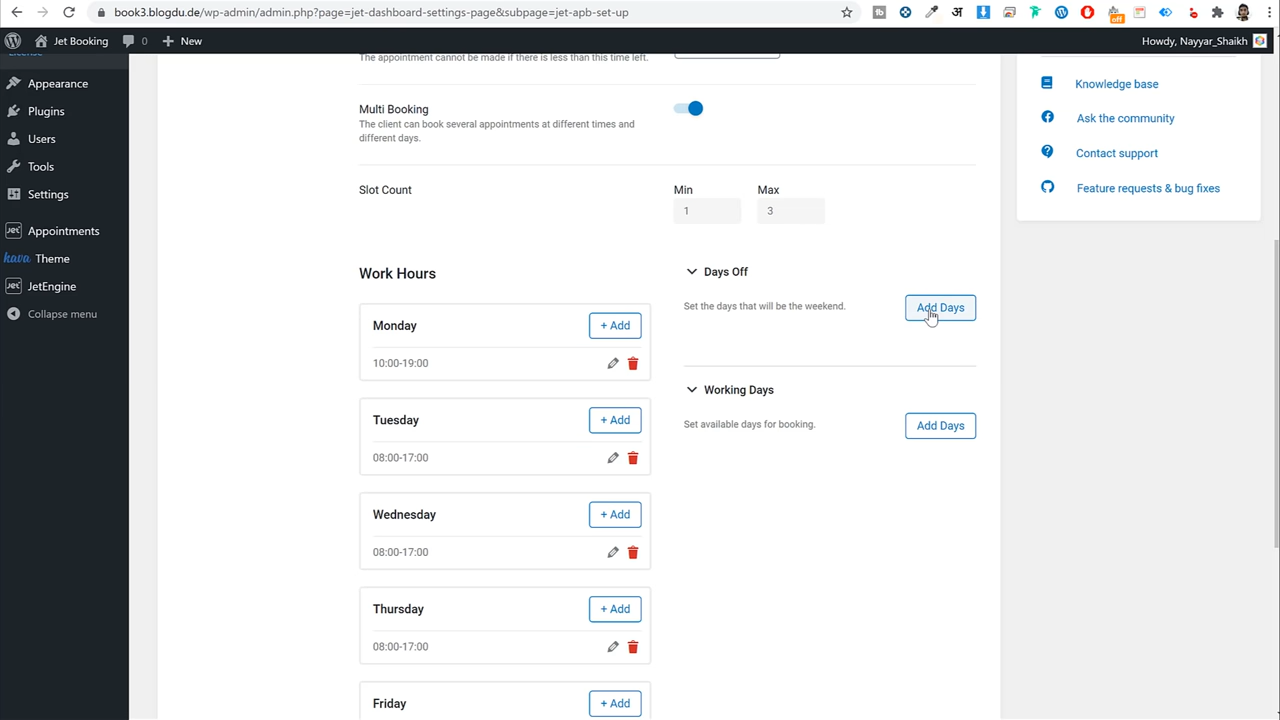 book3.blogdu.de/wp-admin/admin.php?page=jet-dashboard-settings-page&subpage=jet-apb-set-up
off
Jet Booking
0
New
Howdy, Nayyar_Shaikh
License
Appearance
Plugins
Users
Tools
Settings
Jet Appointments
kava Theme
Jet JetEngine
Collapse menu
The appointment cannot be made if there is less than this time left.
Multi Booking
The client can book several appointments at different times and
different days.
Slot Count
Min
Max
1
3
Work Hours
Monday
+ Add
10:00-19:00
Tuesday
+ Add
08:00-17:00
Wednesday
+ Add
08:00-17:00
Thursday
+ Add
08:00-17:00
Friday
+ Add
Days Off
Set the days that will be the weekend.
Add Days
Working Days
Set available days for booking.
Add Days
Knowledge base
Ask the community
Contact support
Feature requests & bug fixes